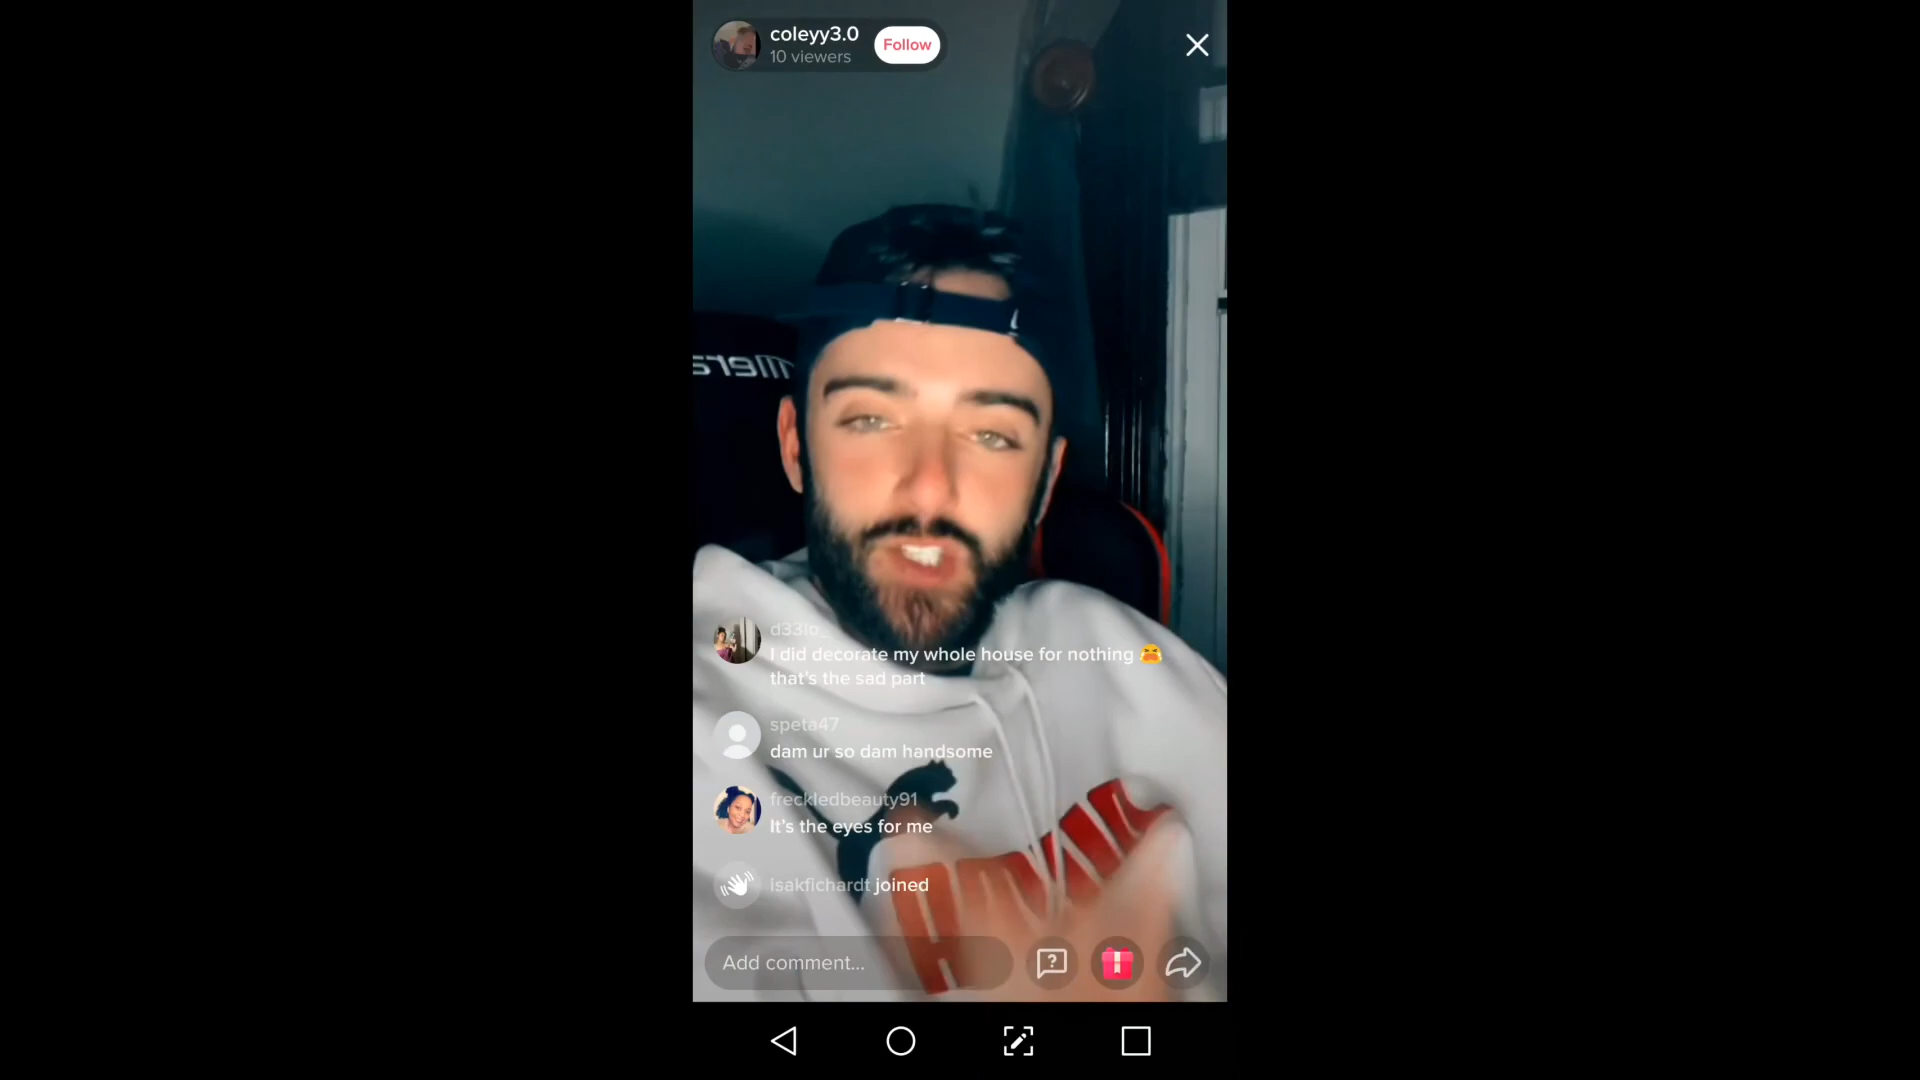 coleyy3.0
10 viewers
Follow
I did decorate my whole house for nothing 😫
that's the sad part
speta47
dam ur so dam handsome
freckledbeauty91
It's the eyes for me
isakfichardt joined
Add comment...